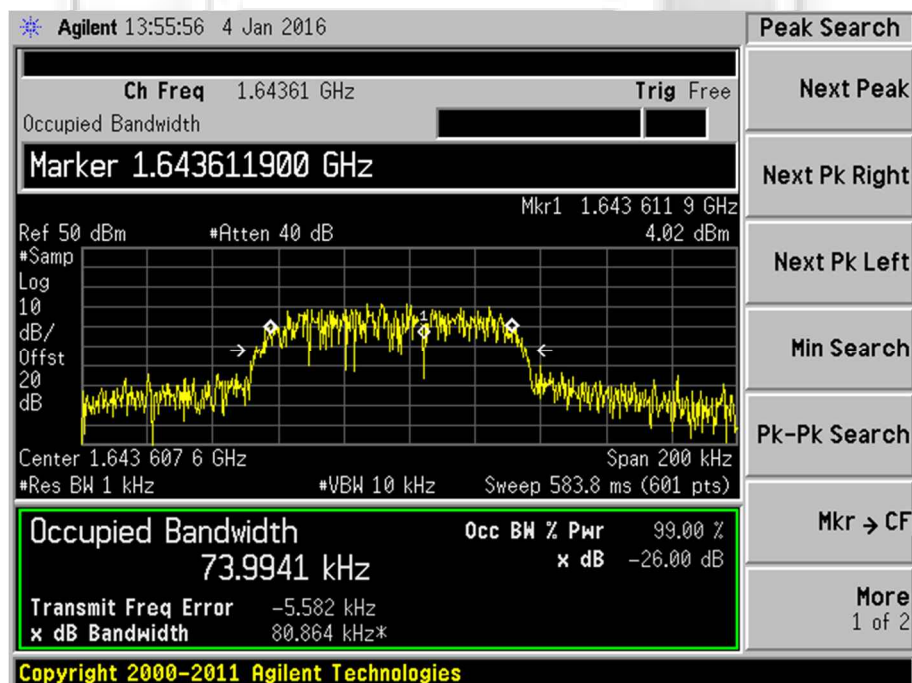 Agilent 13:55:56 4 Jan 2016
Peak Search
Ch Freq 1.64361 GHz Trig Free
Occupied Bandwidth
Marker 1.643611900 GHz
Mkr1 1.643 611 9 GHz
Ref 50 dBm #Atten 40 dB 4.02 dBm
#Samp
Log
10
dB/
Offst
20
dB
1
Center 1.643 607 6 GHz Span 200 kHz
#Res BW 1 kHz #VBW 10 kHz Sweep 583.8 ms (601 pts)
Occupied Bandwidth Occ BW % Pwr 99.00 %
73.9941 kHz x dB -26.00 dB
Transmit Freq Error -5.582 kHz
x dB Bandwidth 80.864 kHz*
Copyright 2000-2011 Agilent Technologies
Next Peak
Next Pk Right
Next Pk Left
Min Search
Pk-Pk Search
Mkr → CF
More
1 of 2